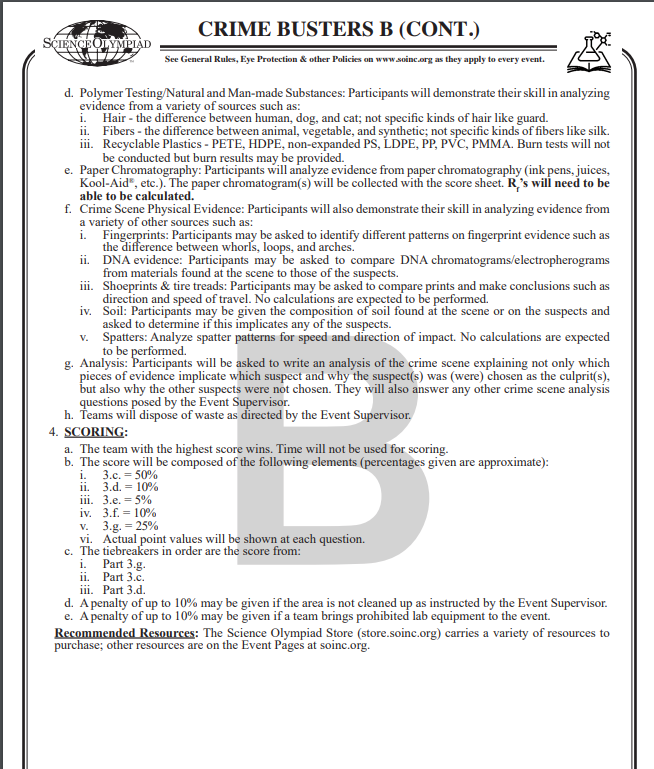 CRIME BUSTERS B (CONT.)
SCIENCE OLYMPIAD
See General Rules, Eye Protection & other Policies on www.soinc.org as they apply to every event.
d. Polymer Testing/Natural and Man-made Substances: Participants will demonstrate their skill in analyzing
evidence from a variety of sources such as:
i. Hair - the difference between human, dog, and cat; not specific kinds of hair like guard.
ii. Fibers - the difference between animal, vegetable, and synthetic; not specific kinds of fibers like silk.
iii. Recyclable Plastics - PETE, HDPE, non-expanded PS, LDPE, PP, PVC, PMMA. Burn tests will not
be conducted but burn results may be provided.
e. Paper Chromatography: Participants will analyze evidence from paper chromatography (ink pens, juices,
Kool-Aid®, etc.). The paper chromatogram(s) will be collected with the score sheet. Rf's will need to be
able to be calculated.
f. Crime Scene Physical Evidence: Participants will also demonstrate their skill in analyzing evidence from
a variety of other sources such as:
i. Fingerprints: Participants may be asked to identify different patterns on fingerprint evidence such as
the difference between whorls, loops, and arches.
ii. DNA evidence: Participants may be asked to compare DNA chromatograms/electropherograms
from materials found at the scene to those of the suspects.
iii. Shoeprints & tire treads: Participants may be asked to compare prints and make conclusions such as
direction and speed of travel. No calculations are expected to be performed.
iv. Soil: Participants may be given the composition of soil found at the scene or on the suspects and
asked to determine if this implicates any of the suspects.
v. Spatters: Analyze spatter patterns for speed and direction of impact. No calculations are expected
to be performed.
g. Analysis: Participants will be asked to write an analysis of the crime scene explaining not only which
pieces of evidence implicate which suspect and why the suspect(s) was (were) chosen as the culprit(s),
but also why the other suspects were not chosen. They will also answer any other crime scene analysis
questions posed by the Event Supervisor.
h. Teams will dispose of waste as directed by the Event Supervisor.
4. SCORING:
a. The team with the highest score wins. Time will not be used for scoring.
b. The score will be composed of the following elements (percentages given are approximate):
i. 3.c. = 50%
ii. 3.d. = 10%
iii. 3.e. = 5%
iv. 3.f. = 10%
v. 3.g. = 25%
vi. Actual point values will be shown at each question.
c. The tiebreakers in order are the score from:
i. Part 3.g.
ii. Part 3.c.
iii. Part 3.d.
d. A penalty of up to 10% may be given if the area is not cleaned up as instructed by the Event Supervisor.
e. A penalty of up to 10% may be given if a team brings prohibited lab equipment to the event.
Recommended Resources: The Science Olympiad Store (store.soinc.org) carries a variety of resources to
purchase; other resources are on the Event Pages at soinc.org.
B